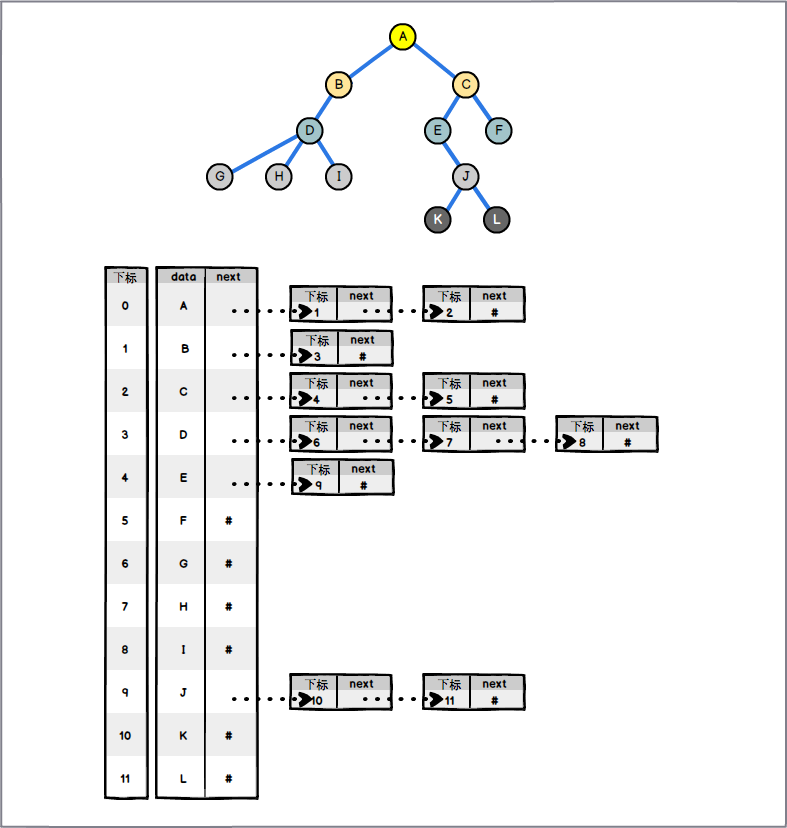 A
B C
D E F
G H I J
K L
下标 data next
0 A 下标 next 下标 next
1 2 #
1 B 下标 next
3 #
2 C 下标 next 下标 next
4 5 #
3 D 下标 next 下标 next 下标 next
6 7 8 #
4 E 下标 next
9 #
5 F #
6 G #
7 H #
8 I #
9 J 下标 next 下标 next
10 11 #
10 K #
11 L #